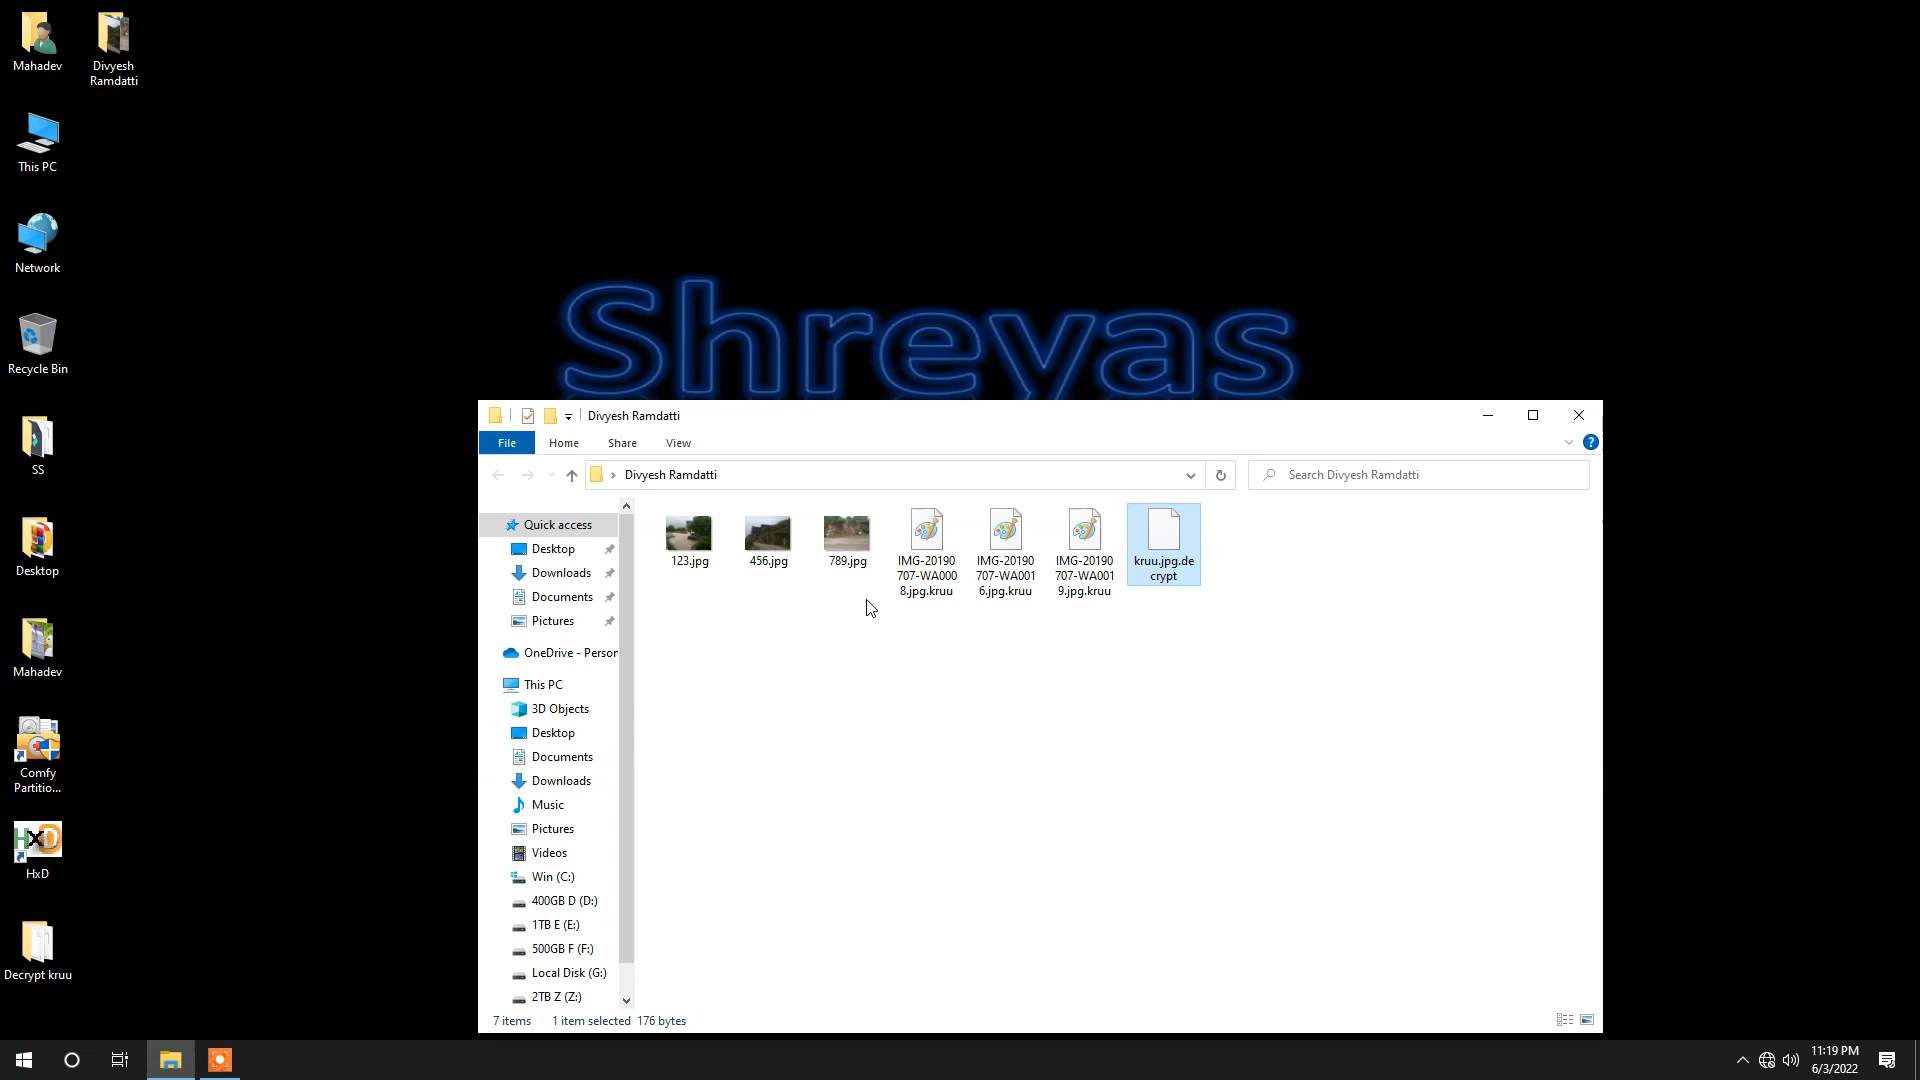 Mahadev
Divyesh
Ramdatti
This PC
Network
Recycle Bin
SS
Desktop
Mahadev
Comfy
Partitio...
HxD
HxD
Decrypt kruu
Shreyas
Divyesh Ramdatti
File
Home
Share
View
?
Divyesh Ramdatti
Search Divyesh Ramdatti
Quick access
Desktop
Downloads
Documents
Pictures
OneDrive - Person
This PC
3D Objects
Desktop
Documents
Downloads
Music
Pictures
Videos
Win (C:)
400GB D (D:)
1TB E (E:)
500GB F (F:)
Local Disk (G:)
2TB Z (Z:)
123.jpg
456.jpg
789.jpg
IMG-20190
707-WA000
8.jpg.kruu
IMG-20190
707-WA001
6.jpg.kruu
IMG-20190
707-WA001
9.jpg.kruu
kruu.jpg.de
crypt
7 items
1 item selected 176 bytes
11:19 PM
6/3/2022